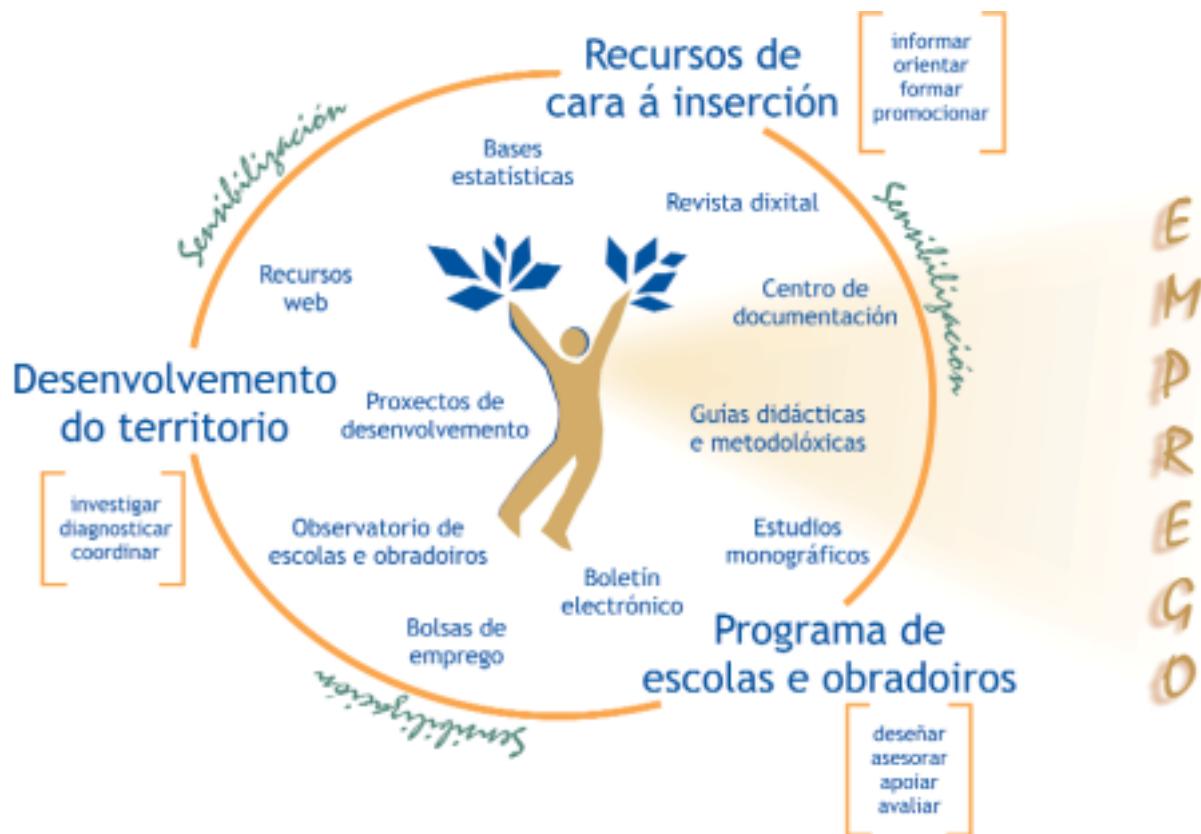 Recursos de
cara á inserción
informar
orientar
formar
promocionar
Sensibilización
Bases
estatísticas
Revista dixital
Sensibilización
Recursos
web
Centro de
documentación
Desenvolvemento
do territorio
Proxectos de
desenvolvemento
Guías didácticas
e metodolóxicas
investigar
diagnosticar
coordinar
Observatorio de
escolas e obradoiros
Estudios
monográficos
Boletín
electrónico
Bolsas de
emprego
Sensibilización
Programa de
escolas e obradoiros
deseñar
asesorar
apoiar
avaliar
EMPREGO